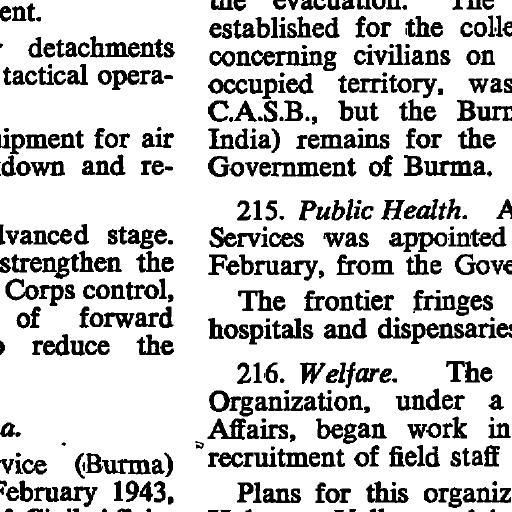 ent.
detachments
tactical opera-
ipment for air
down and re-
lvanced stage.
strengthen the
Corps control,
of forward
reduce the
a.
vice (Burma)
February 1943,
the evacuation. The
established for the colle
concerning civilians on
occupied territory, was
C.A.S.B., but the Burm
India) remains for the
Government of Burma.
215. Public Health. A
Services was appointed
February, from the Gove
The frontier fringes
hospitals and dispensaries
216. Welfare. The
Organization, under a
Affairs, began work in
recruitment of field staff
Plans for this organiz